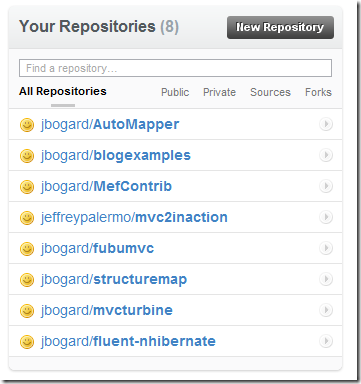 Your Repositories (8) New Repository
Find a repository...
All Repositories Public Private Sources Forks
jbogard/AutoMapper
jbogard/blogexamples
jbogard/MefContrib
jeffreypalermo/mvc2inaction
jbogard/fubumvc
jbogard/structuremap
jbogard/mvcturbine
jbogard/fluent-nhibernate